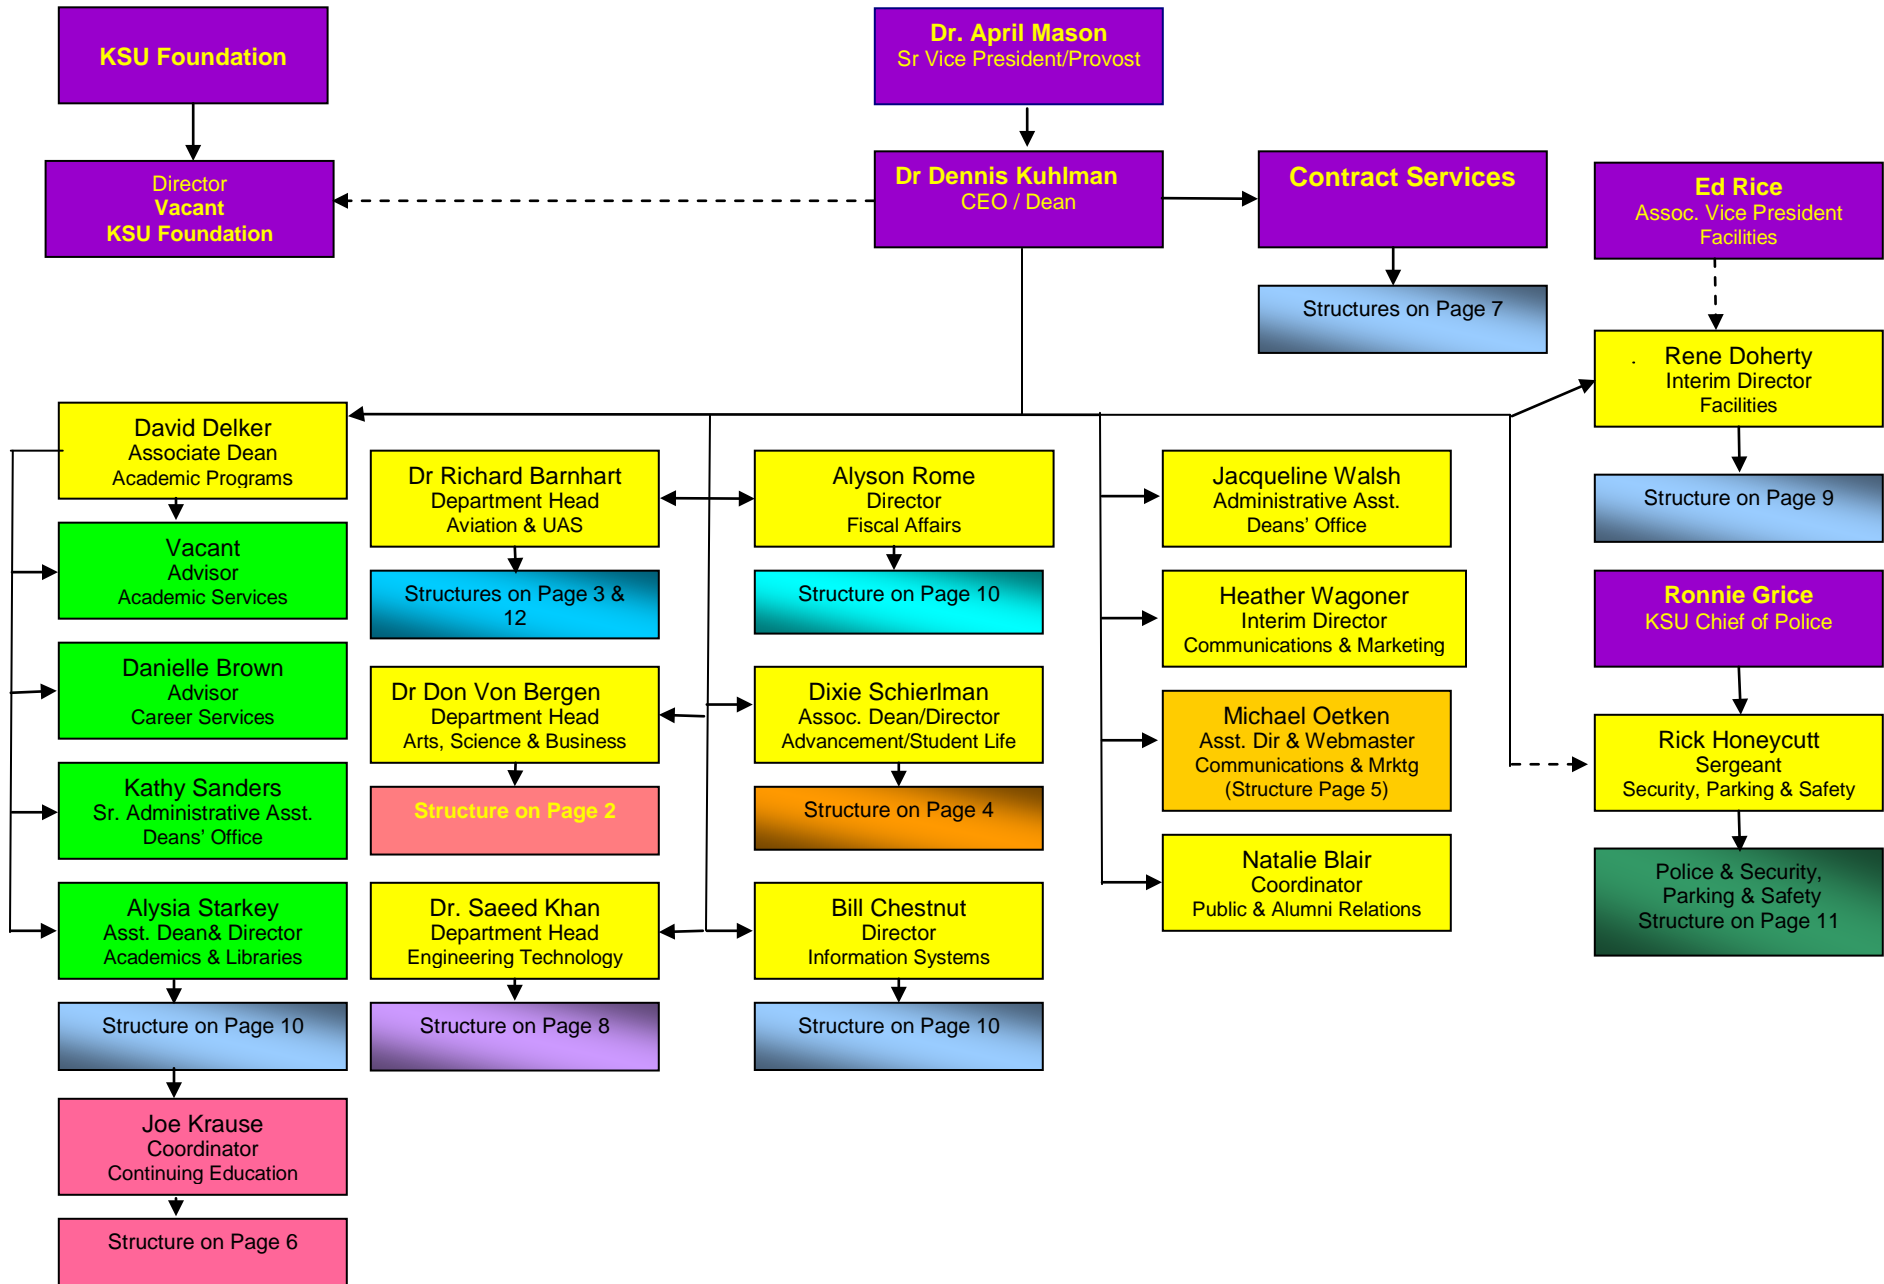 KSU Foundation
Dr. April Mason
Sr Vice President/Provost
Director
Vacant
KSU Foundation
Dr Dennis Kuhlman
CEO / Dean
Contract Services
Ed Rice
Assoc. Vice President
Facilities
Structures on Page 7
. Rene Doherty
Interim Director
Facilities
Structure on Page 9
David Delker
Associate Dean
Academic Programs
Vacant
Advisor
Academic Services
Danielle Brown
Advisor
Career Services
Kathy Sanders
Sr. Administrative Asst.
Deans’ Office
Alysia Starkey
Asst. Dean& Director
Academics & Libraries
Structure on Page 10
Joe Krause
Coordinator
Continuing Education
Structure on Page 6
Dr Richard Barnhart
Department Head
Aviation & UAS
Structures on Page 3 &
12
Dr Don Von Bergen
Department Head
Arts, Science & Business
Structure on Page 2
Dr. Saeed Khan
Department Head
Engineering Technology
Structure on Page 8
Alyson Rome
Director
Fiscal Affairs
Structure on Page 10
Dixie Schierlman
Assoc. Dean/Director
Advancement/Student Life
Structure on Page 4
Bill Chestnut
Director
Information Systems
Structure on Page 10
Jacqueline Walsh
Administrative Asst.
Deans’ Office
Heather Wagoner
Interim Director
Communications & Marketing
Michael Oetken
Asst. Dir & Webmaster
Communications & Mrktg
(Structure Page 5)
Natalie Blair
Coordinator
Public & Alumni Relations
Ronnie Grice
KSU Chief of Police
Rick Honeycutt
Sergeant
Security, Parking & Safety
Police & Security,
Parking & Safety
Structure on Page 11